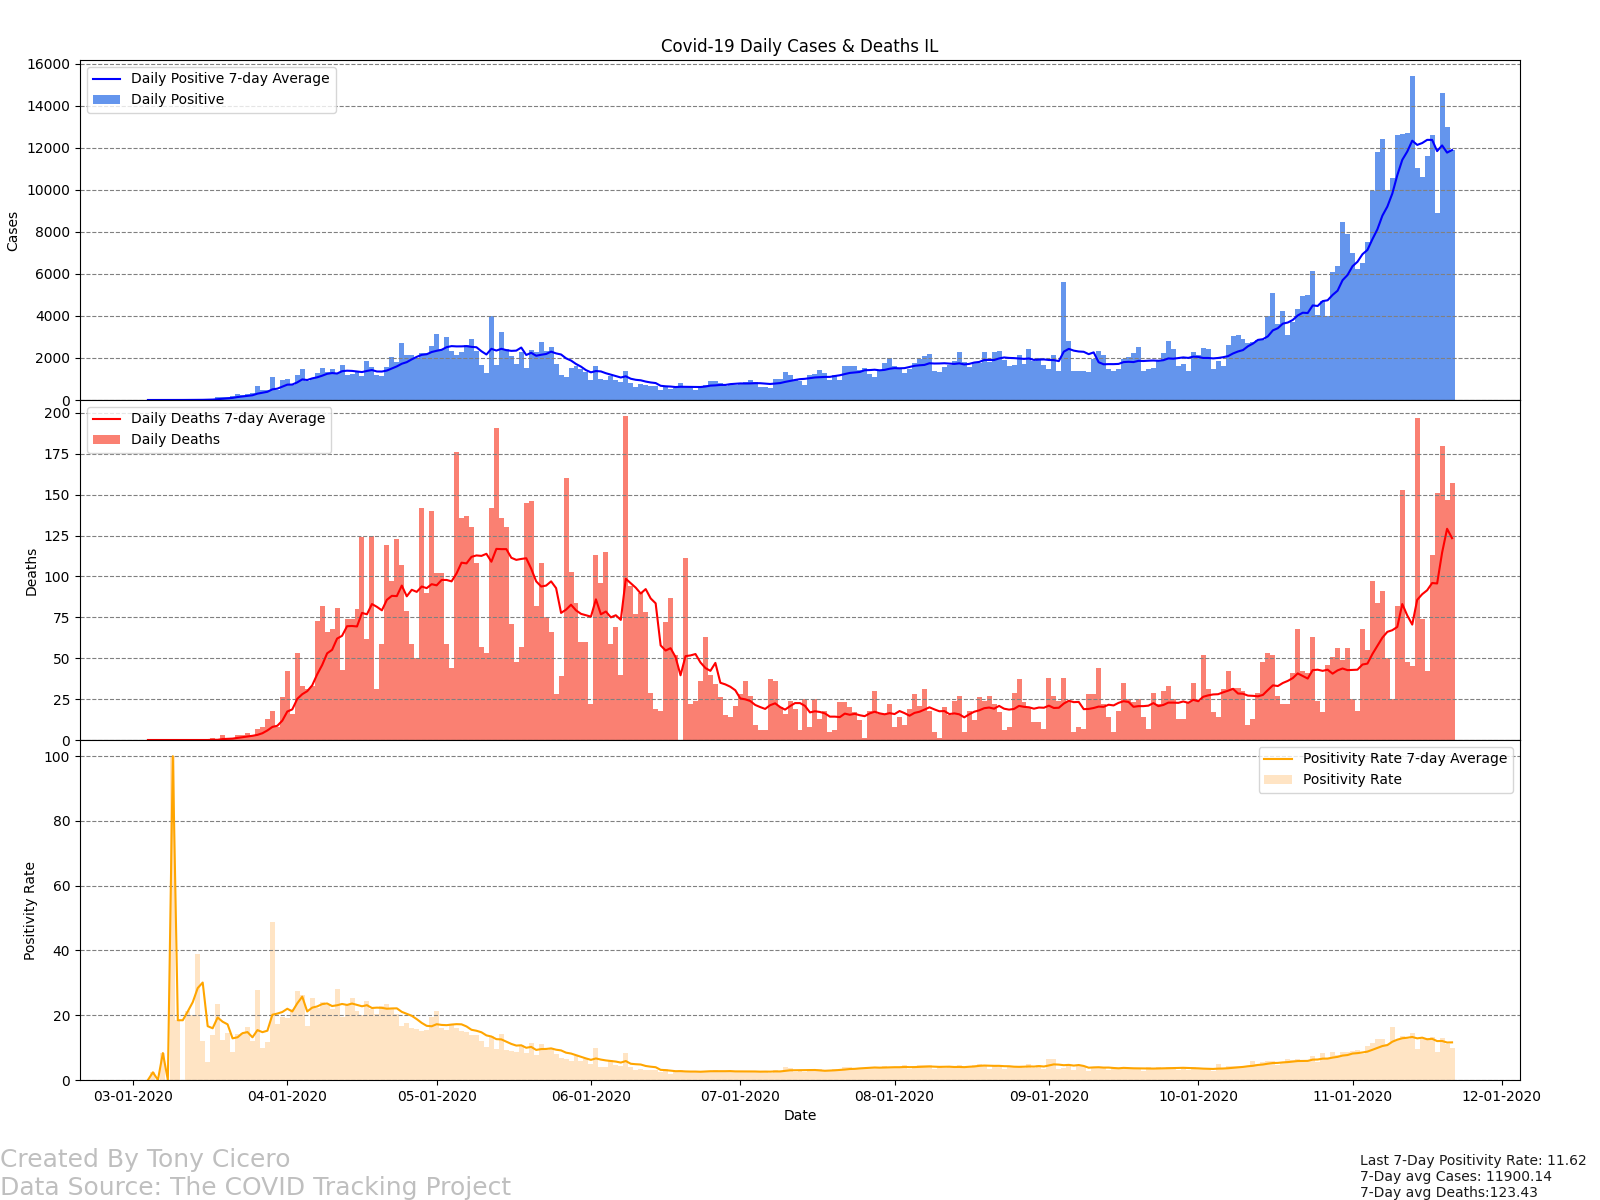 Covid-19 Daily Cases & Deaths IL
16000
14000
12000
10000
8000
6000
4000
2000
0
Cases
Daily Positive 7-day Average
Daily Positive
200
175
150
125
100
75
50
25
0
Deaths
Daily Deaths 7-day Average
Daily Deaths
100
80
60
40
20
0
Positivity Rate
Positivity Rate 7-day Average
Positivity Rate
03-01-2020 04-01-2020 05-01-2020 06-01-2020 07-01-2020 08-01-2020 09-01-2020 10-01-2020 11-01-2020 12-01-2020
Date
Created By Tony Cicero
Data Source: The COVID Tracking Project
Last 7-Day Positivity Rate: 11.62
7-Day avg Cases: 11900.14
7-Day avg Deaths:123.43